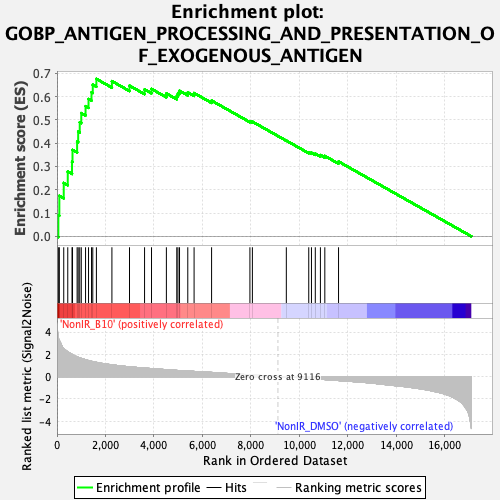 Enrichment plot:
GOBP_ANTIGEN_PROCESSING_AND_PRESENTATION_O
F_EXOGENOUS_ANTIGEN
Enrichment score (ES)
0.7
0.6
0.5
0.4
0.3
0.2
0.1
0.0
'NonIR_B10' (positively correlated)
Ranked list metric (Signal2Noise)
4
2
0
-2
-4
Zero cross at 9116
'NonIR_DMSO' (negatively correlated)
0
2,000
4,000
6,000
8,000
10,000
12,000
14,000
16,000
Rank in Ordered Dataset
Enrichment profile
Hits
Ranking metric scores